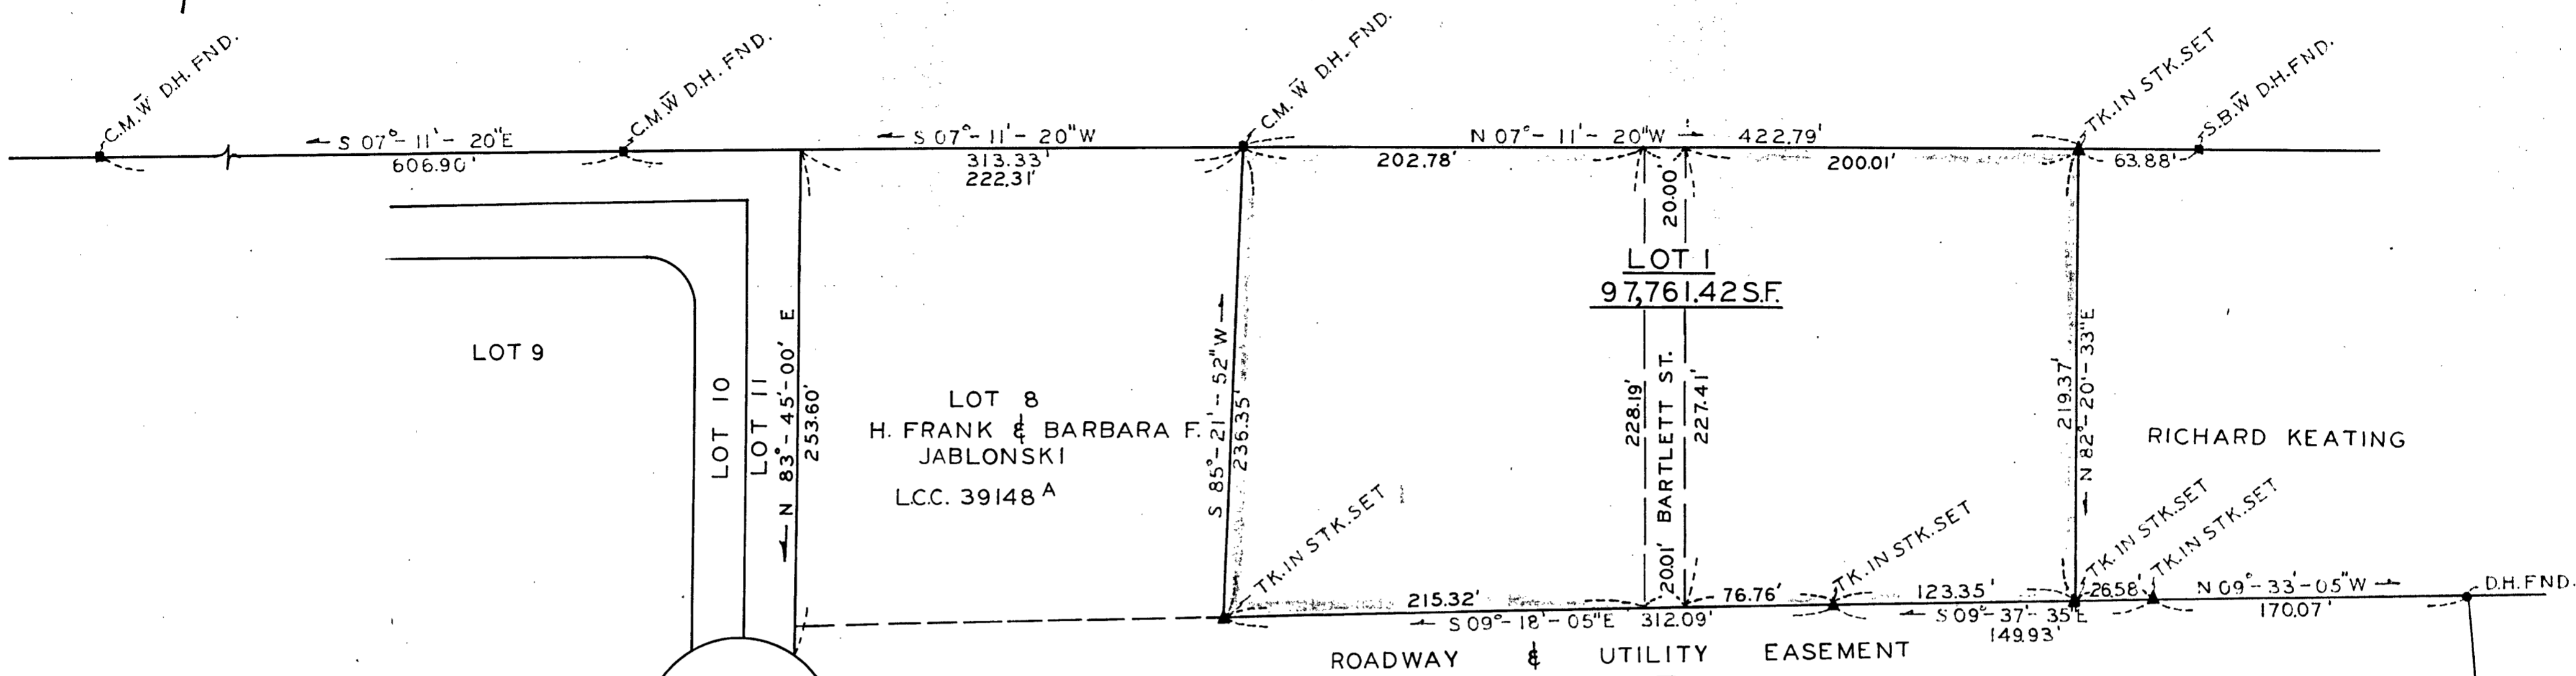 C.M. W̄ D.H. FND.
C.M. W̄ D.H. FND.
C.M. W̄ D.H. FND.
TK. IN STK. SET
S.B. W̄ D.H. FND.
S 07°-11'-20"E
606.90'
S 07°-11'-20"W
313.33'
222.31'
N 07°-11'-20"W
422.79'
202.78'
200.01'
63.88'
20.00'
LOT 1
97,761.42 S.F.
LOT 9
LOT 10
LOT 11
N 83°-45'-00' E
253.60'
LOT 8
H. FRANK & BARBARA F.
JABLONSKI
L.C.C. 39148 A
S 85°-21'-52"W
236.35'
228.19'
BARTLETT ST.
227.41'
20.01'
219.37'
N 82°-20'-33"E
RICHARD KEATING
TK. IN STK. SET
TK. IN STK. SET
TK. IN STK. SET
TK. IN STK. SET
215.32'
76.76'
123.35'
26.58'
N 09°-33'-05"W
170.07'
D.H. FND.
S 09°-18'-05"E 312.09'
S 09°-37'-35"E
149.93'
ROADWAY & UTILITY EASEMENT